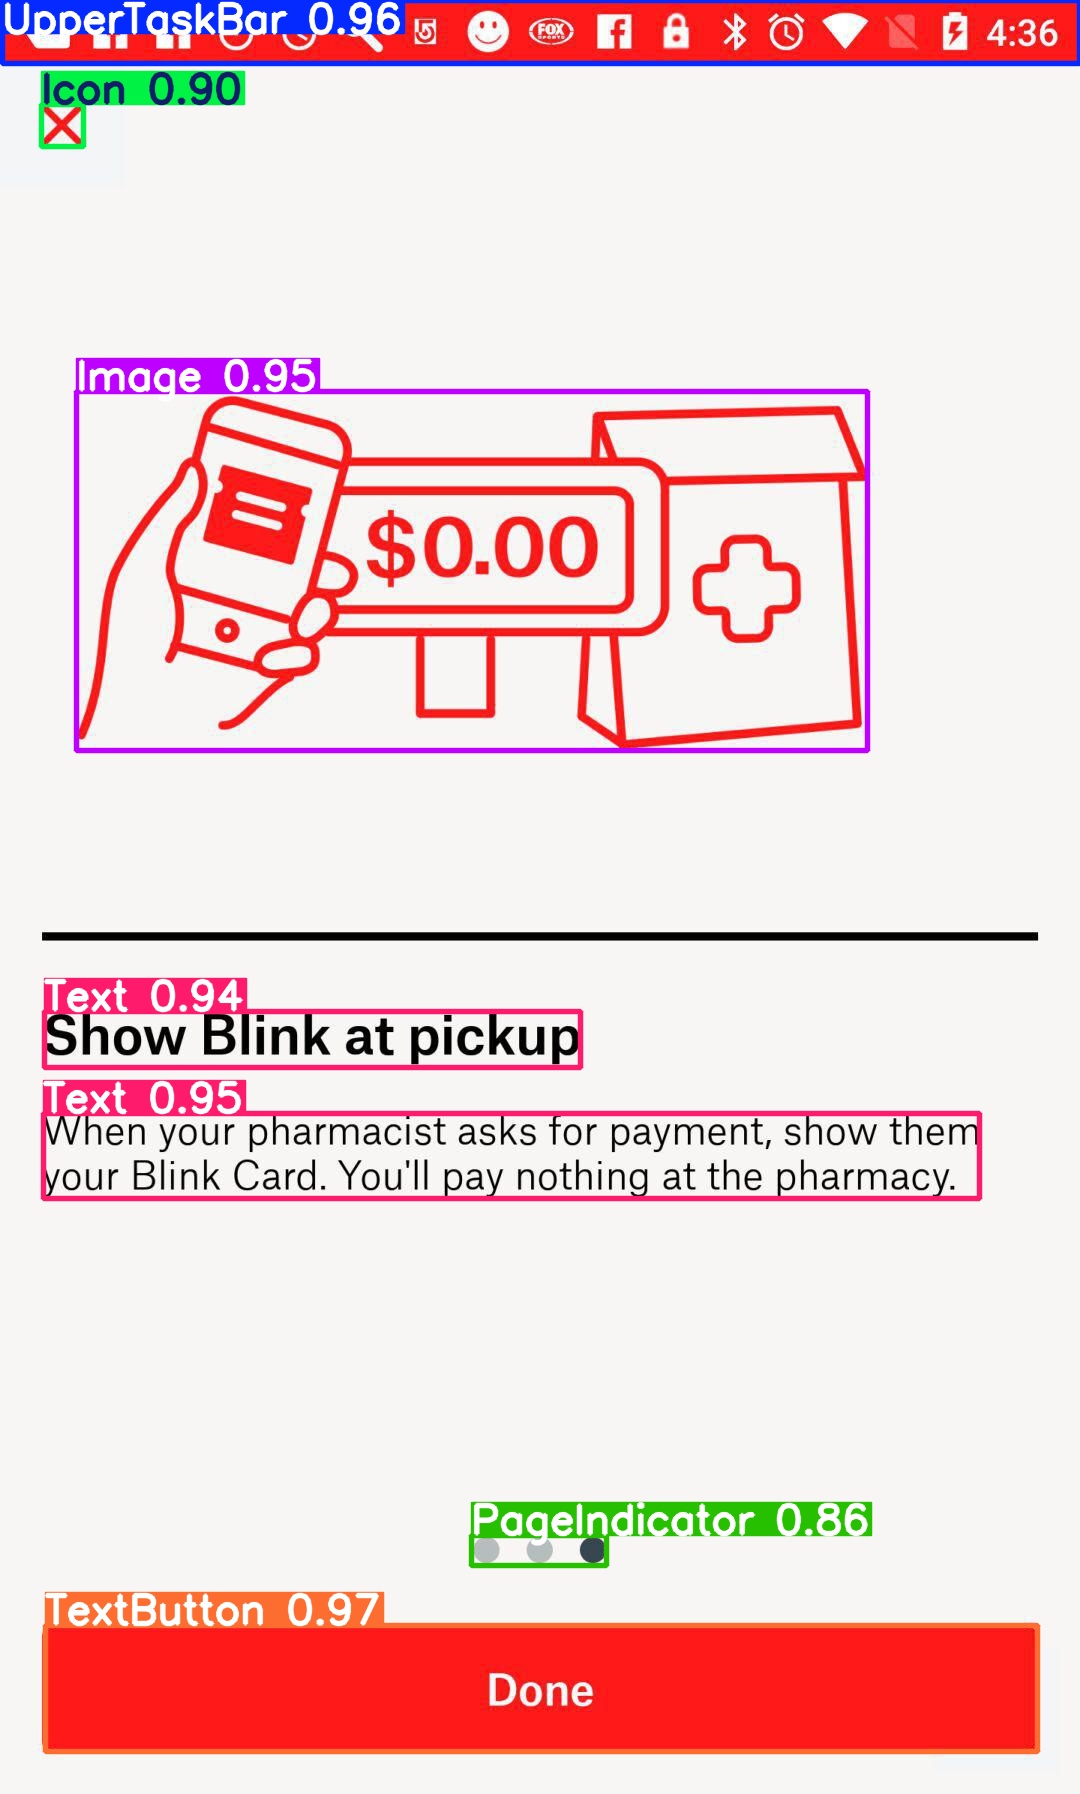 UpperTaskBar 0.96
FOX
SPORTS
4:36
Icon 0.90
Image 0.95
$0.00
Text 0.94
Show Blink at pickup
Text 0.95
When your pharmacist asks for payment, show them
your Blink Card. You'll pay nothing at the pharmacy.
PageIndicator 0.86
TextButton 0.97
Done